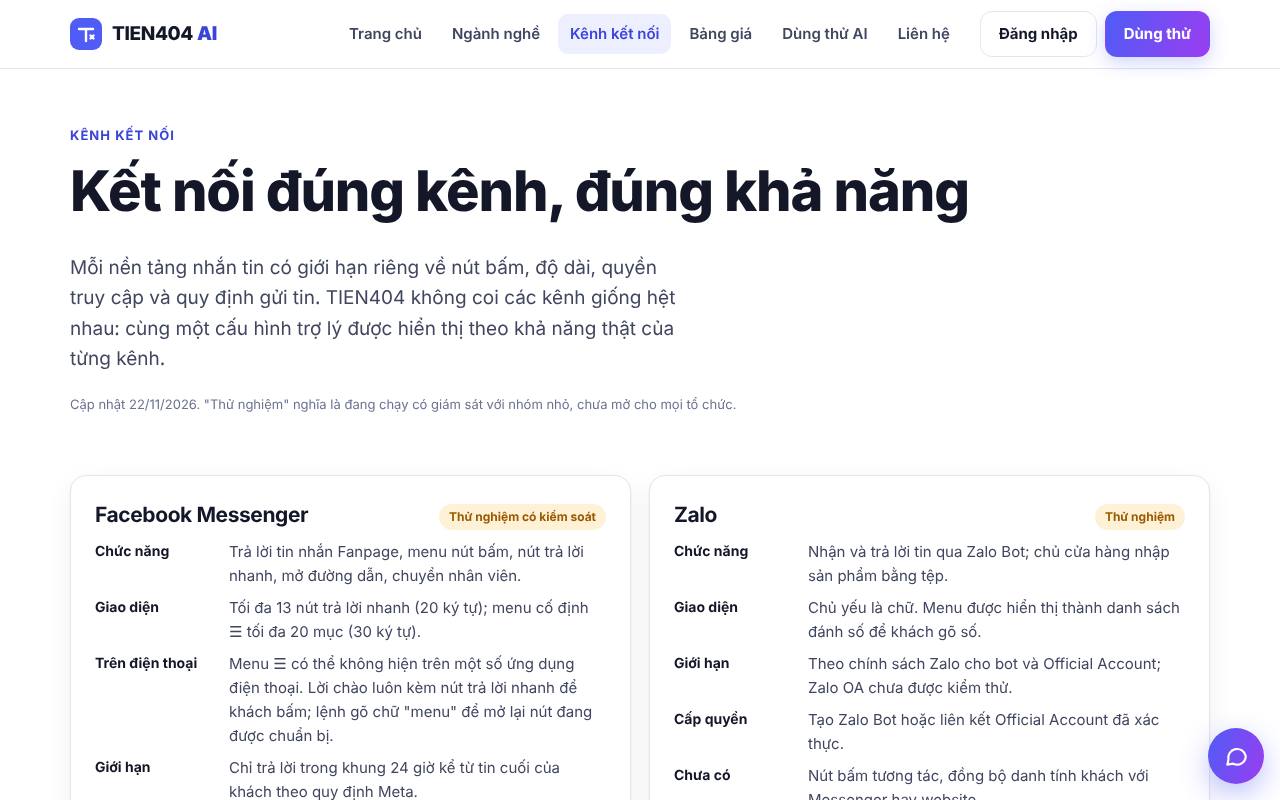 TIEN404 AI
Trang chủ
Ngành nghề
Kênh kết nối
Bảng giá
Dùng thử AI
Liên hệ
Đăng nhập
Dùng thử
KÊNH KẾT NỐI
Kết nối đúng kênh, đúng khả năng
Mỗi nền tảng nhắn tin có giới hạn riêng về nút bấm, độ dài, quyền
truy cập và quy định gửi tin. TIEN404 không coi các kênh giống hệt
nhau: cùng một cấu hình trợ lý được hiển thị theo khả năng thật của
từng kênh.
Cập nhật 22/11/2026. "Thử nghiệm" nghĩa là đang chạy có giám sát với nhóm nhỏ, chưa mở cho mọi tổ chức.
Facebook Messenger
Thử nghiệm có kiểm soát
Chức năng
Trả lời tin nhắn Fanpage, menu nút bấm, nút trả lời
nhanh, mở đường dẫn, chuyển nhân viên.
Giao diện
Tối đa 13 nút trả lời nhanh (20 ký tự); menu cố định
☰ tối đa 20 mục (30 ký tự).
Trên điện thoại
Menu ☰ có thể không hiện trên một số ứng dụng
điện thoại. Lời chào luôn kèm nút trả lời nhanh để
khách bấm; lệnh gõ chữ "menu" để mở lại nút đang
được chuẩn bị.
Giới hạn
Chỉ trả lời trong khung 24 giờ kể từ tin cuối của
khách theo quy định Meta.
Zalo
Thử nghiệm
Chức năng
Nhận và trả lời tin qua Zalo Bot; chủ cửa hàng nhập
sản phẩm bằng tệp.
Giao diện
Chủ yếu là chữ. Menu được hiển thị thành danh sách
đánh số để khách gõ số.
Giới hạn
Theo chính sách Zalo cho bot và Official Account;
Zalo OA chưa được kiểm thử.
Cấp quyền
Tạo Zalo Bot hoặc liên kết Official Account đã xác
thực.
Chưa có
Nút bấm tương tác, đồng bộ danh tính khách với
Messenger hay website.